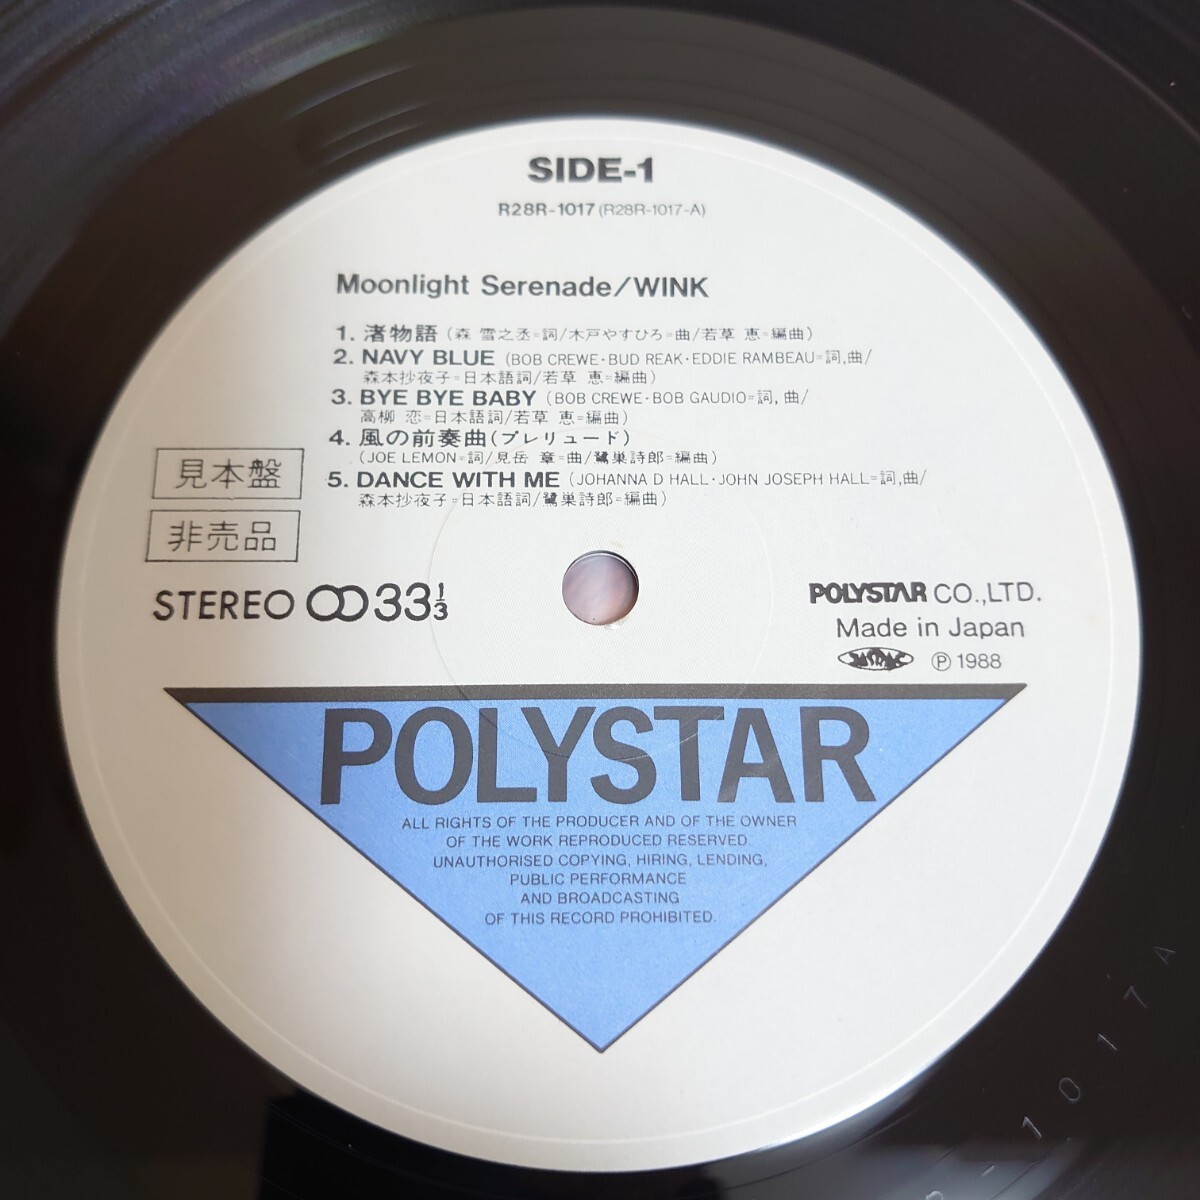 SIDE-1
R28R-1017 (R28R-1017-A)
Moonlight Serenade/WINK
1. 渚物語 (森 雪之丞=詞/木戸やすひろ=曲/若草 恵=編曲)
2. NAVY BLUE (BOB CREWE・BUD REAK・EDDIE RAMBEAU=詞,曲/
森本抄夜子=日本語詞/若草 恵=編曲)
3. BYE BYE BABY (BOB CREWE・BOB GAUDIO=詞, 曲/
高柳 恋=日本語詞/若草 恵=編曲)
4. 風の前奏曲(プレリュード)
(JOE LEMON=詞/見岳 章=曲/鷺巣詩郎=編曲)
5. DANCE WITH ME (JOHANNA D HALL・JOHN JOSEPH HALL=詞,曲/
森本抄夜子=日本語詞/鷺巣詩郎=編曲)
見本盤
非売品
STEREO 33⅓
POLYSTAR CO.,LTD.
Made in Japan
JASRAC ℗ 1988
POLYSTAR
ALL RIGHTS OF THE PRODUCER AND OF THE OWNER
OF THE WORK REPRODUCED RESERVED.
UNAUTHORISED COPYING, HIRING, LENDING,
PUBLIC PERFORMANCE
AND BROADCASTING
OF THIS RECORD PROHIBITED.
1017A